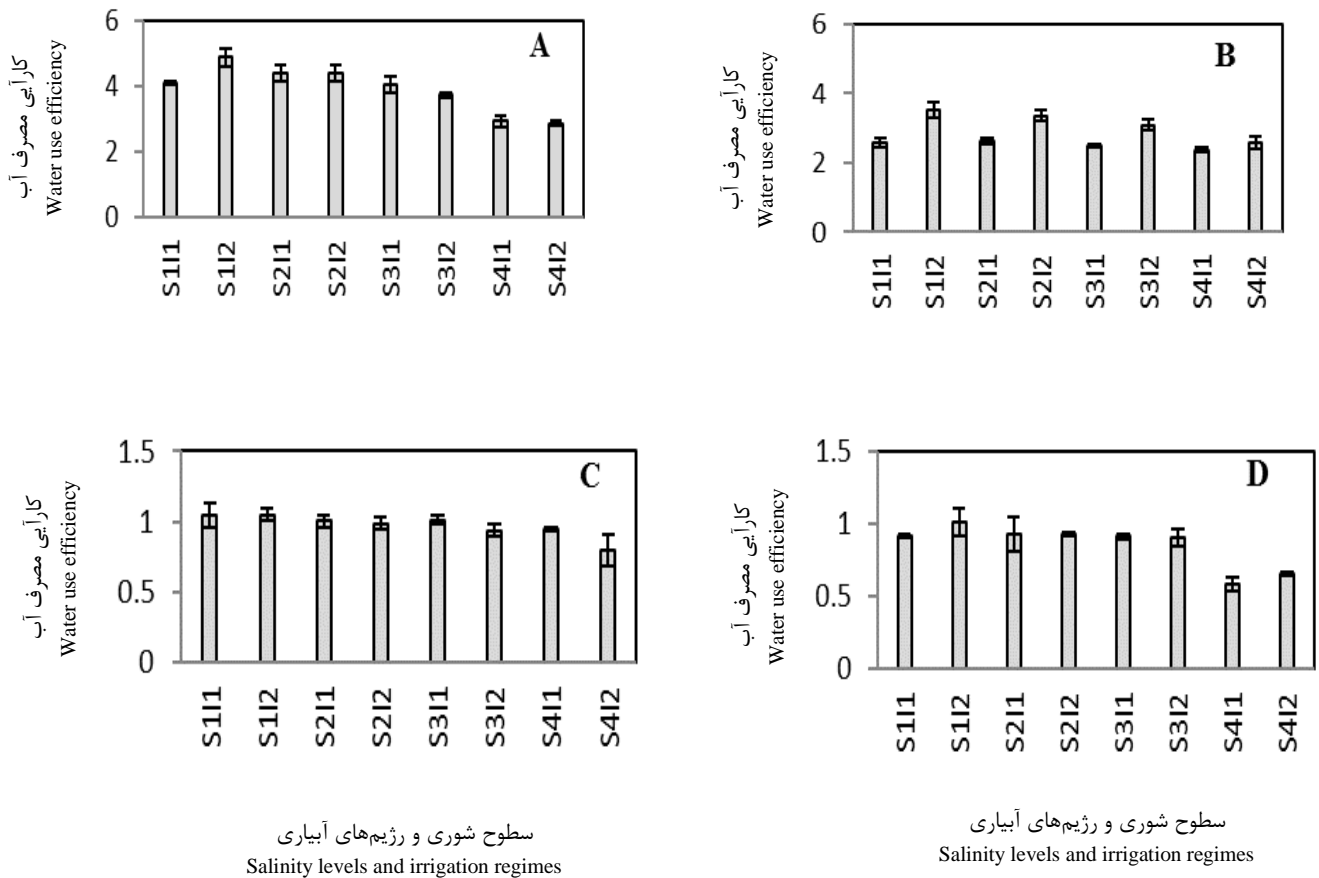 A
6
4
2
0
کارآیی مصرف آب
Water use efficiency
S1I1 S1I2 S2I1 S2I2 S3I1 S3I2 S4I1 S4I2
B
6
4
2
0
کارآیی مصرف آب
Water use efficiency
S1I1 S1I2 S2I1 S2I2 S3I1 S3I2 S4I1 S4I2
C
1.5
1
0.5
0
کارآیی مصرف آب
Water use efficiency
S1I1 S1I2 S2I1 S2I2 S3I1 S3I2 S4I1 S4I2
سطوح شوری و رژیم‌های آبیاری
Salinity levels and irrigation regimes
D
1.5
1
0.5
0
کارآیی مصرف آب
Water use efficiency
S1I1 S1I2 S2I1 S2I2 S3I1 S3I2 S4I1 S4I2
سطوح شوری و رژیم‌های آبیاری
Salinity levels and irrigation regimes